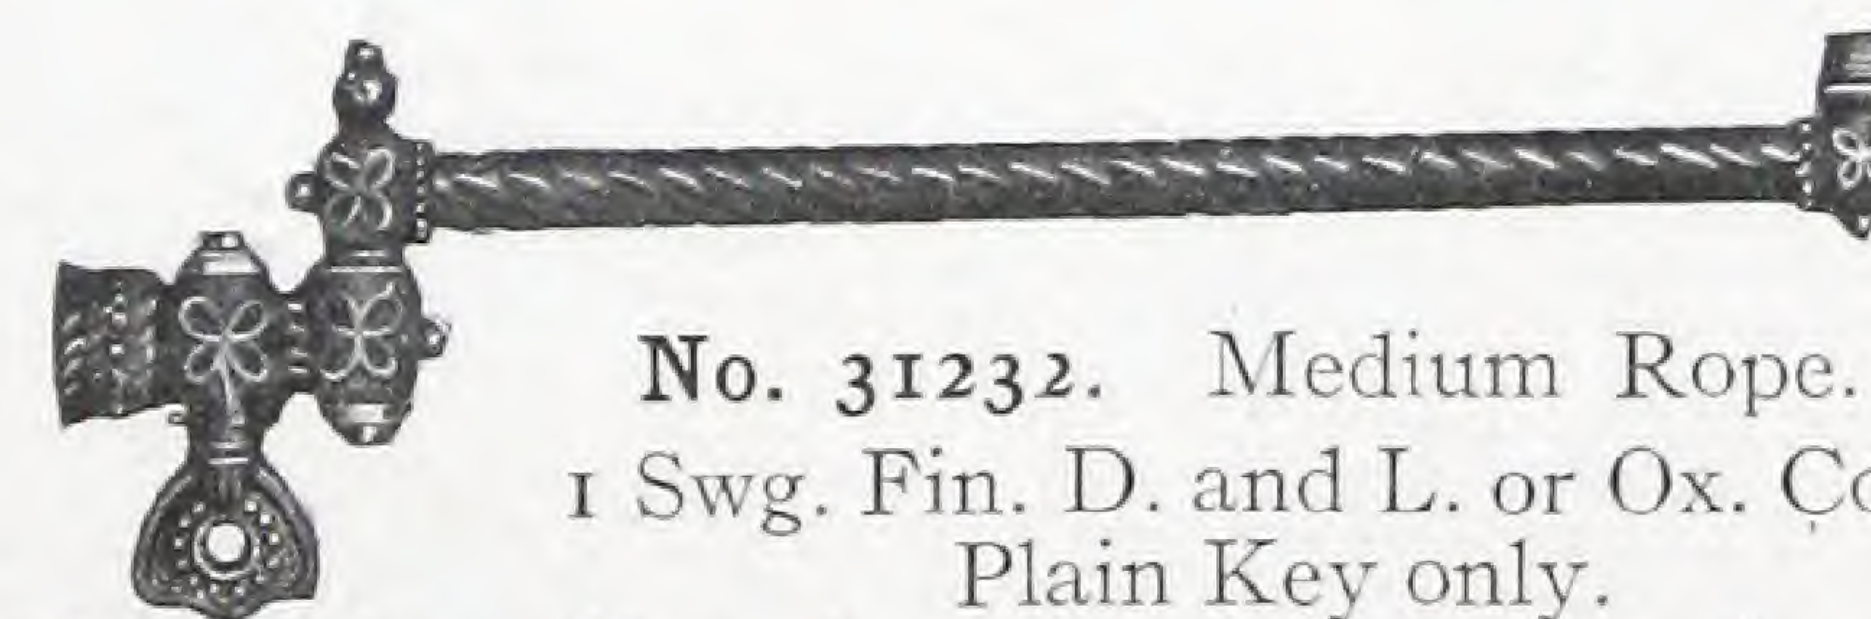 No. 31232. Medium Rope.
1 Swg. Fin. D. and L. or Ox.
Plain Key only.